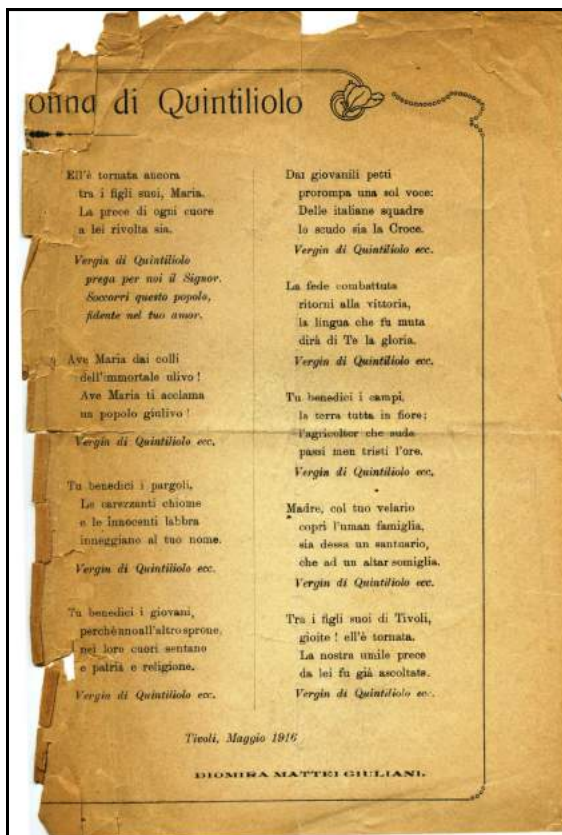 onna di Quintiliolo
Ell'è tornata ancora
tra i figli suoi, Maria.
La prece di ogni cuore
a lei rivolta sia.
Vergin di Quintiliolo
prega per noi il Signor.
Soccorri questo popolo,
fidente nel tuo amor.
Ave Maria dai colli
dell'immortale ulivo !
Ave Maria ti acclama
un popolo giulivo !
Vergin di Quintiliolo ecc.
Tu benedici i pargoli,
Le carezzanti chiome
e le innocenti labbra
inneggiano al tuo nome.
Vergin di Quintiliolo ecc.
Tu benedici i giovani,
perchè nno all'altro sprone,
nei loro cuori sentano
e patria e religione.
Vergin di Quintiliolo ecc.
Dai giovanili petti
prorompa una sol voce:
Delle italiane squadre
lo scudo sia la Croce.
Vergin di Quintiliolo ecc.
La fede combattuta
ritorni alla vittoria,
la lingua che fu muta
dirà di Te la gloria.
Vergin di Quintiliolo ecc.
Tu benedici i campi,
la terra tutta in fiore;
l'agricoltor che suda
passi men tristi l'ore.
Vergin di Quintiliolo ecc.
Madre, col tuo velario
copri l'uman famiglia,
sia dessa un santuario,
che ad un altar somiglia.
Vergin di Quintiliolo ecc.
Tra i figli suoi di Tivoli,
gioite ! ell'è tornata.
La nostra umile prece
da lei fu già ascoltata.
Vergin di Quintiliolo ecc.
Tivoli, Maggio 1916
DIOMIRA MATTEI GIULIANI.